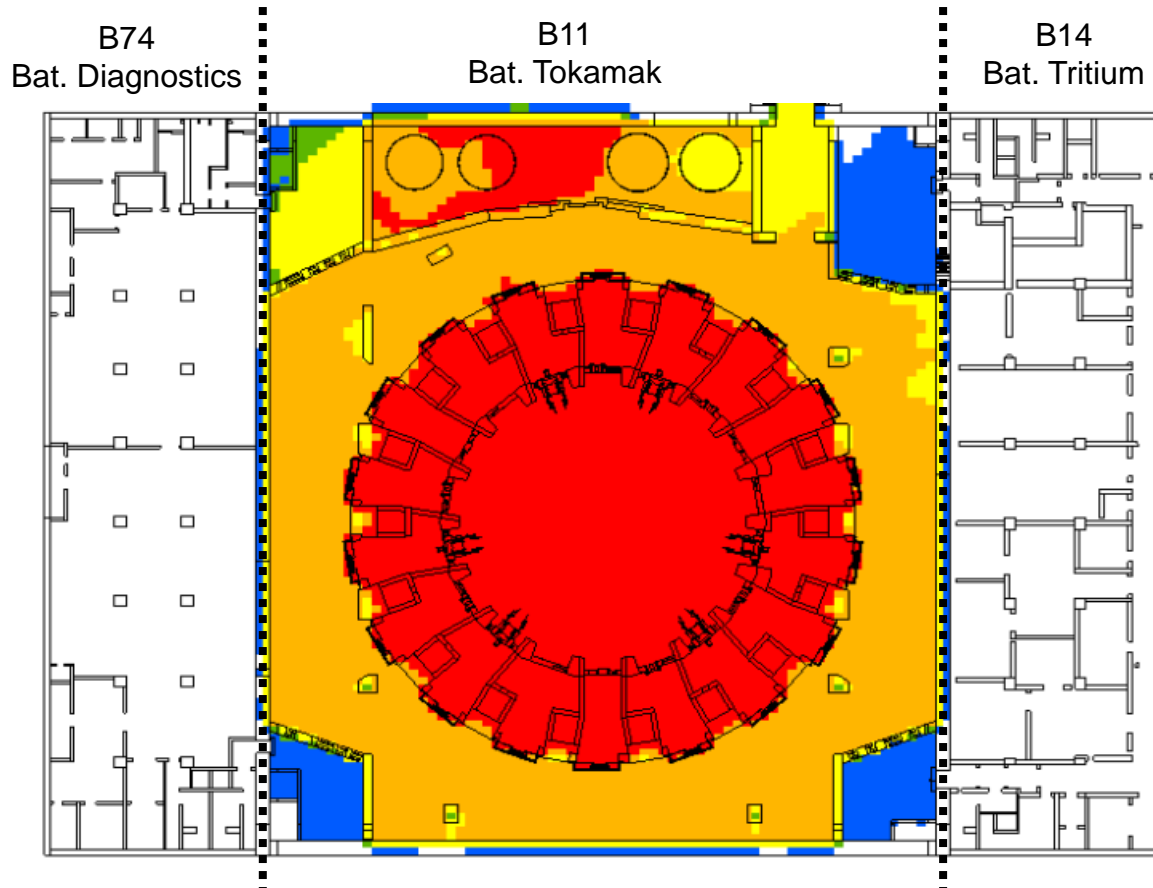 B74
Bat. Diagnostics
B11
Bat. Tokamak
B14
Bat. Tritium